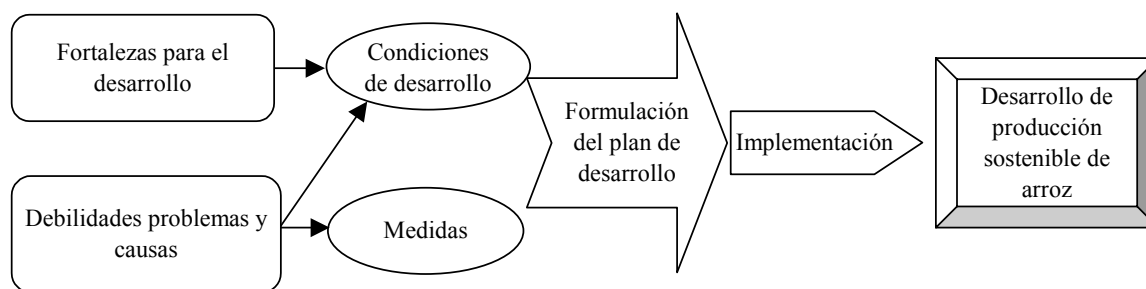 Fortalezas para el
desarrollo
Condiciones
de desarrollo
Debilidades problemas y
causas
Medidas
Formulación
del plan de
desarrollo
Implementación
Desarrollo de
producción
sostenible de
arroz